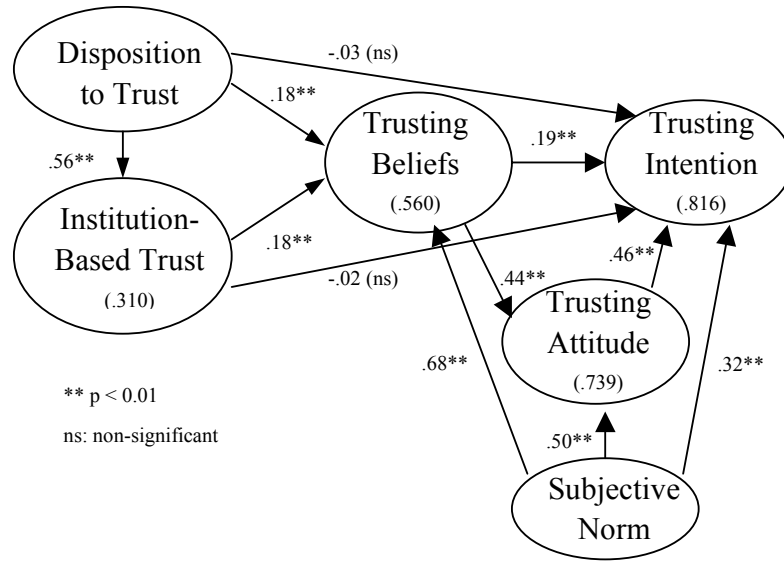 Disposition
to Trust
-.03 (ns)
.18**
Trusting
Beliefs
(.560)
.19**
Trusting
Intention
(.816)
.56**
Institution-
Based Trust
(.310)
.18**
-.02 (ns)
.44**
.46**
Trusting
Attitude
(.739)
.68**
.32**
** p < 0.01
ns: non-significant
.50**
Subjective
Norm